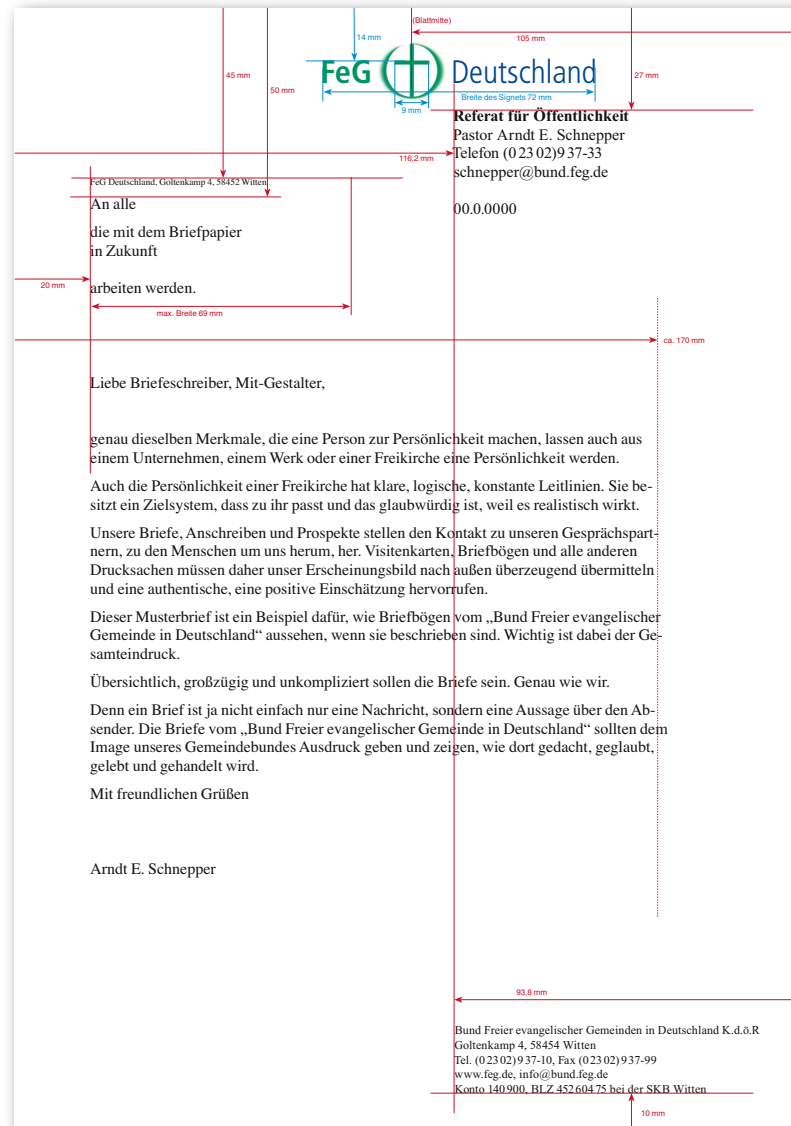 (Blattmitte)
105 mm
14 mm
FeG Deutschland
45 mm
50 mm
27 mm
Breite des Signets 72 mm
9 mm
Referat für Öffentlichkeit
Pastor Arndt E. Schnepper
Telefon (0 23 02) 9 37-33
116,2 mm
schnepper@bund.feg.de
FeG Deutschland, Goltenkamp 4, 58452 Witten
An alle
00.0.0000
die mit dem Briefpapier
in Zukunft
20 mm
arbeiten werden.
max. Breite 69 mm
ca. 170 mm
Liebe Briefeschreiber, Mit-Gestalter,
genau dieselben Merkmale, die eine Person zur Persönlichkeit machen, lassen auch aus
einem Unternehmen, einem Werk oder einer Freikirche eine Persönlichkeit werden.
Auch die Persönlichkeit einer Freikirche hat klare, logische, konstante Leitlinien. Sie be-
sitzt ein Zielsystem, dass zu ihr passt und das glaubwürdig ist, weil es realistisch wirkt.
Unsere Briefe, Anschreiben und Prospekte stellen den Kontakt zu unseren Gesprächspart-
nern, zu den Menschen um uns herum, her. Visitenkarten, Briefbögen und alle anderen
Drucksachen müssen daher unser Erscheinungsbild nach außen überzeugend übermitteln
und eine authentische, eine positive Einschätzung hervorrufen.
Dieser Musterbrief ist ein Beispiel dafür, wie Briefbögen vom „Bund Freier evangelischer
Gemeinde in Deutschland“ aussehen, wenn sie beschrieben sind. Wichtig ist dabei der Ge-
samteindruck.
Übersichtlich, großzügig und unkompliziert sollen die Briefe sein. Genau wie wir.
Denn ein Brief ist ja nicht einfach nur eine Nachricht, sondern eine Aussage über den Ab-
sender. Die Briefe vom „Bund Freier evangelischer Gemeinde in Deutschland“ sollten dem
Image unseres Gemeindebundes Ausdruck geben und zeigen, wie dort gedacht, geglaubt,
gelebt und gehandelt wird.
Mit freundlichen Grüßen
Arndt E. Schnepper
93,8 mm
Bund Freier evangelischer Gemeinden in Deutschland K.d.ö.R
Goltenkamp 4, 58454 Witten
Tel. (0 23 02) 9 37-10, Fax (0 23 02) 9 37-99
www.feg.de, info@bund.feg.de
Konto 140 900, BLZ 452 604 75 bei der SKB Witten
10 mm